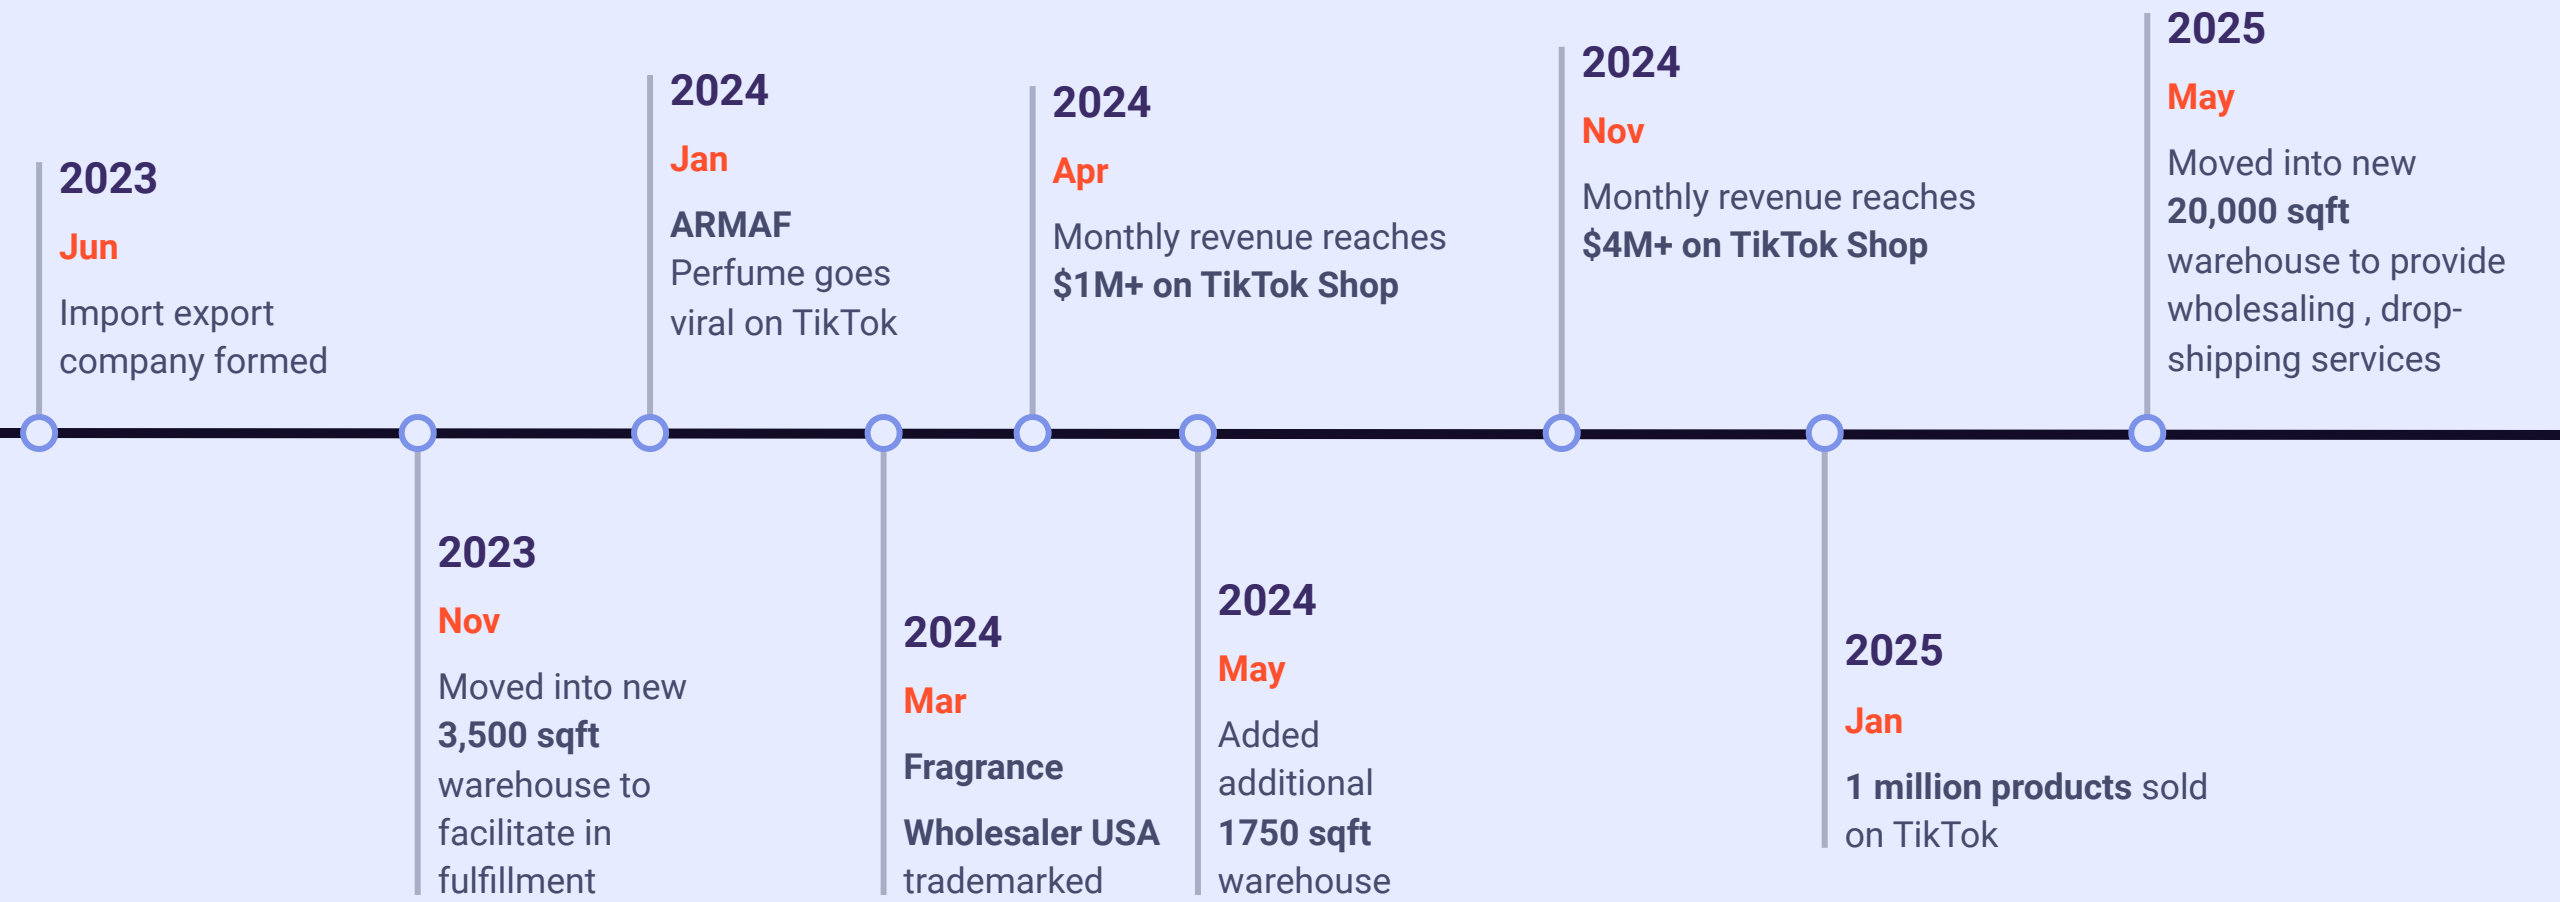 2023
Jun
Import export
company formed
2023
Nov
Moved into new
3,500 sqft
warehouse to
facilitate in
fulfillment
2024
Jan
ARMAF
Perfume goes
viral on TikTok
2024
Mar
Fragrance
Wholesaler USA
trademarked
2024
Apr
Monthly revenue reaches
$1M+ on TikTok Shop
2024
May
Added
additional
1750 sqft
warehouse
2024
Nov
Monthly revenue reaches
$4M+ on TikTok Shop
2025
Jan
1 million products sold
on TikTok
2025
May
Moved into new
20,000 sqft
warehouse to provide
wholesaling , drop-
shipping services